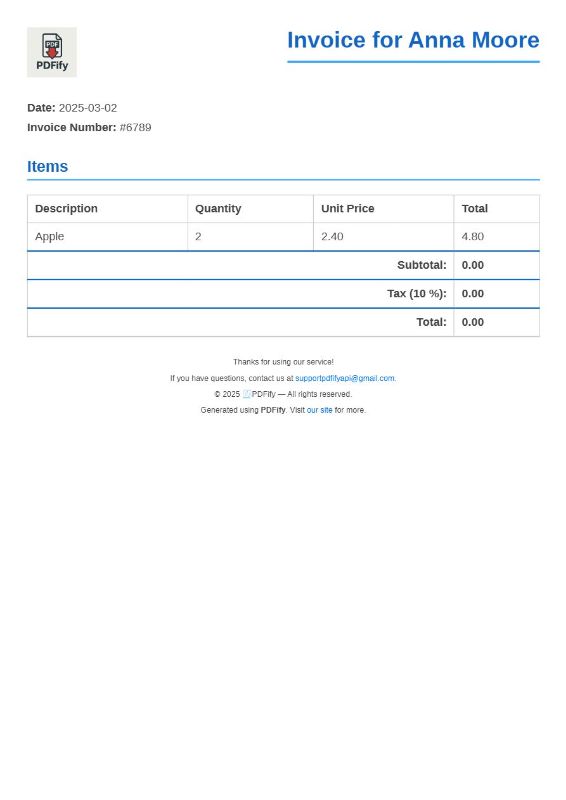 PDF
PDFify
Invoice for Anna Moore
Date: 2025-03-02
Invoice Number: #6789
Items
Description Quantity Unit Price Total
Apple 2 2.40 4.80
Subtotal: 0.00
Tax (10 %): 0.00
Total: 0.00
Thanks for using our service!
If you have questions, contact us at supportpdfifyapi@gmail.com.
© 2025 🧾PDFify — All rights reserved.
Generated using PDFify. Visit our site for more.